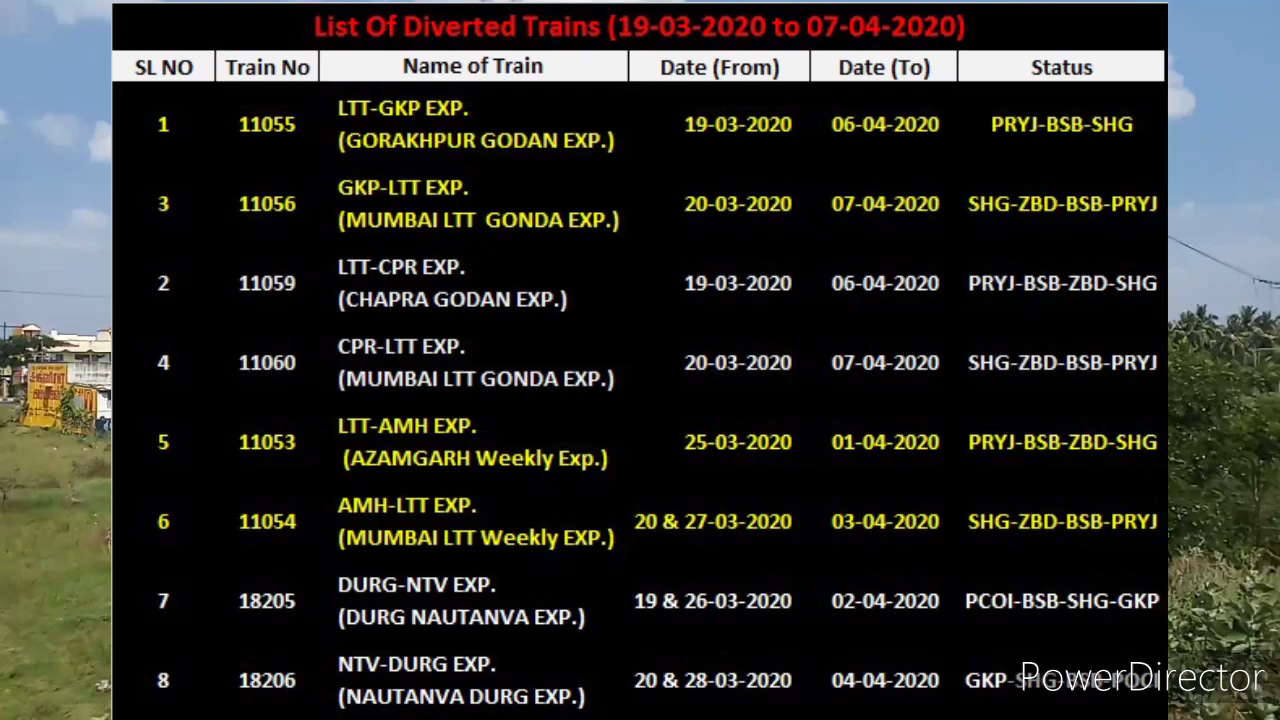 List Of Diverted Trains (19-03-2020 to 07-04-2020)
SL NO Train No Name of Train Date (From) Date (To) Status
1 11055 LTT-GKP EXP. (GORAKHPUR GODAN EXP.) 19-03-2020 06-04-2020 PRYJ-BSB-SHG
3 11056 GKP-LTT EXP. (MUMBAI LTT GONDA EXP.) 20-03-2020 07-04-2020 SHG-ZBD-BSB-PRYJ
2 11059 LTT-CPR EXP. (CHAPRA GODAN EXP.) 19-03-2020 06-04-2020 PRYJ-BSB-ZBD-SHG
4 11060 CPR-LTT EXP. (MUMBAI LTT GONDA EXP.) 20-03-2020 07-04-2020 SHG-ZBD-BSB-PRYJ
5 11053 LTT-AMH EXP. (AZAMGARH Weekly Exp.) 25-03-2020 01-04-2020 PRYJ-BSB-ZBD-SHG
6 11054 AMH-LTT EXP. (MUMBAI LTT Weekly EXP.) 20 & 27-03-2020 03-04-2020 SHG-ZBD-BSB-PRYJ
7 18205 DURG-NTV EXP. (DURG NAUTANVA EXP.) 19 & 26-03-2020 02-04-2020 PCOI-BSB-SHG-GKP
8 18206 NTV-DURG EXP. (NAUTANVA DURG EXP.) 20 & 28-03-2020 04-04-2020 GKP-SHG-BSB-PCOI
PowerDirector